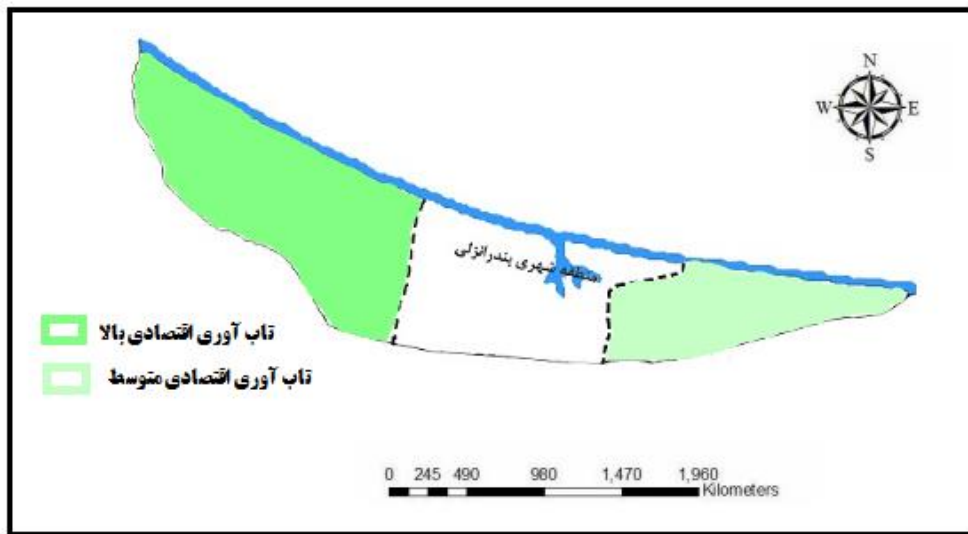 N
W E
S
منطقه شهری بندرانزلی
تاب آوری اقتصادی بالا
تاب آوری اقتصادی متوسط
0 245 490 980 1,470 1,960
Kilometers